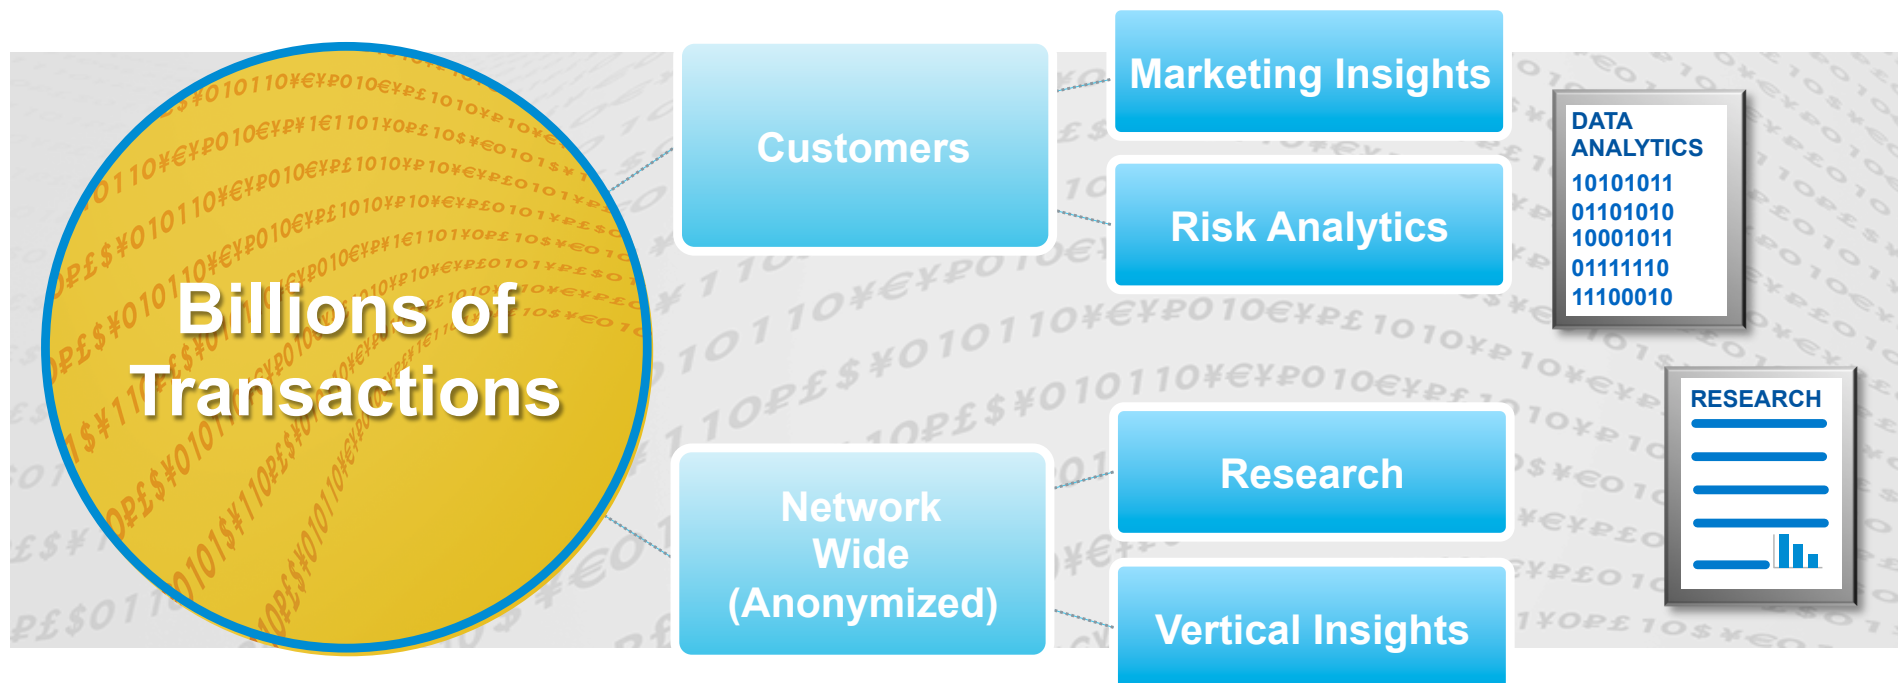 Billions of
Transactions
Customers
Marketing Insights
Risk Analytics
Network
Wide
(Anonymized)
Research
Vertical Insights
DATA
ANALYTICS
10101011
01101010
10001011
01111110
11100010
RESEARCH